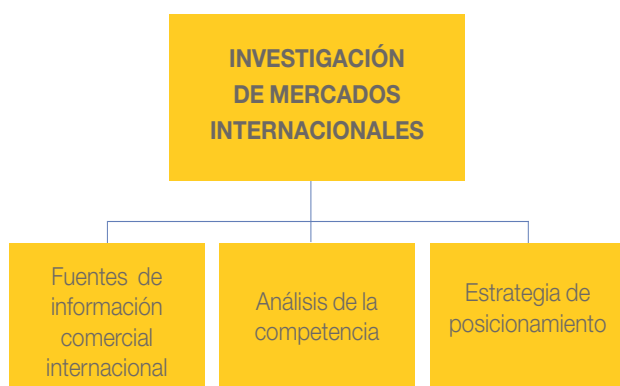 INVESTIGACIÓN
DE MERCADOS
INTERNACIONALES
Fuentes de
información
comercial
internacional
Análisis de la
competencia
Estrategia de
posicionamiento